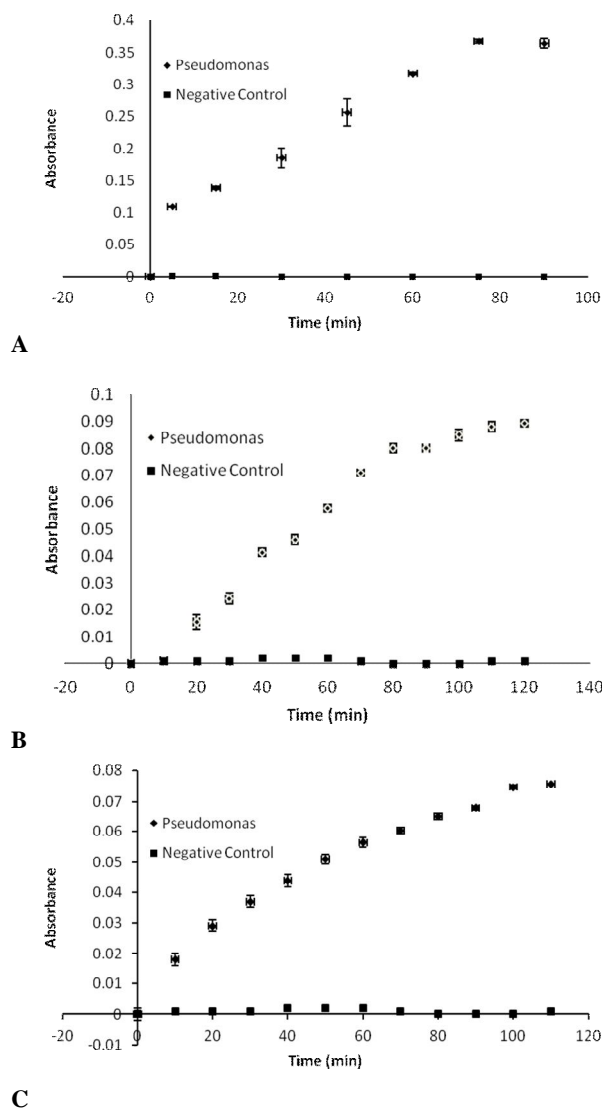 0.4
0.35
0.3
0.25
0.2
0.15
0.1
0.05
0
Absorbance
Pseudomonas
Negative Control
-20 0 20 40 60 80 100
Time (min)
A
0.1
0.09
0.08
0.07
0.06
0.05
0.04
0.03
0.02
0.01
0
Absorbance
Pseudomonas
Negative Control
-20 0 20 40 60 80 100 120 140
Time (min)
B
0.08
0.07
0.06
0.05
0.04
0.03
0.02
0.01
0
-0.01
Absorbance
Pseudomonas
Negative Control
-20 0 20 40 60 80 100 120
Time (min)
C